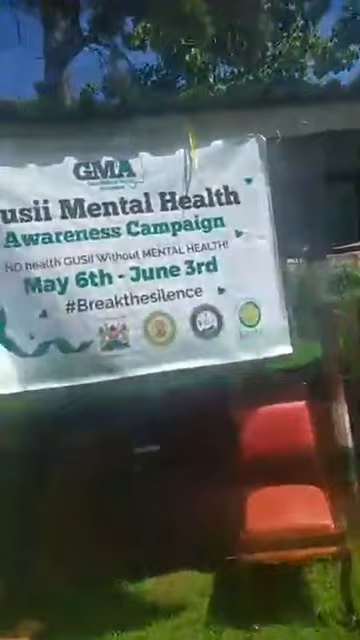 GMA
usii Mental Health
Awareness Campaign
NO health GUSII Without MENTAL HEALTH!
May 6th - June 3rd
#Breakthesilence